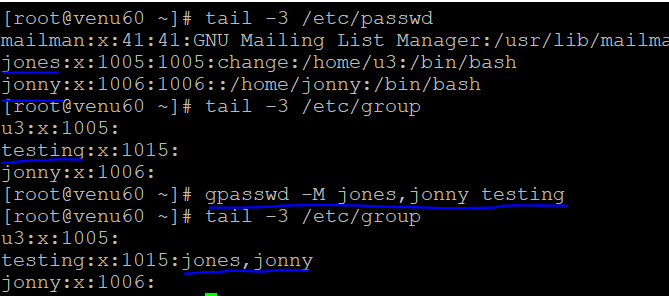 [root@venu60 ~]# tail -3 /etc/passwd
mailman:x:41:41:GNU Mailing List Manager:/usr/lib/mailma
jones:x:1005:1005:change:/home/u3:/bin/bash
jonny:x:1006:1006::/home/jonny:/bin/bash
[root@venu60 ~]# tail -3 /etc/group
u3:x:1005:
testing:x:1015:
jonny:x:1006:
[root@venu60 ~]# gpasswd -M jones,jonny testing
[root@venu60 ~]# tail -3 /etc/group
u3:x:1005:
testing:x:1015:jones,jonny
jonny:x:1006: